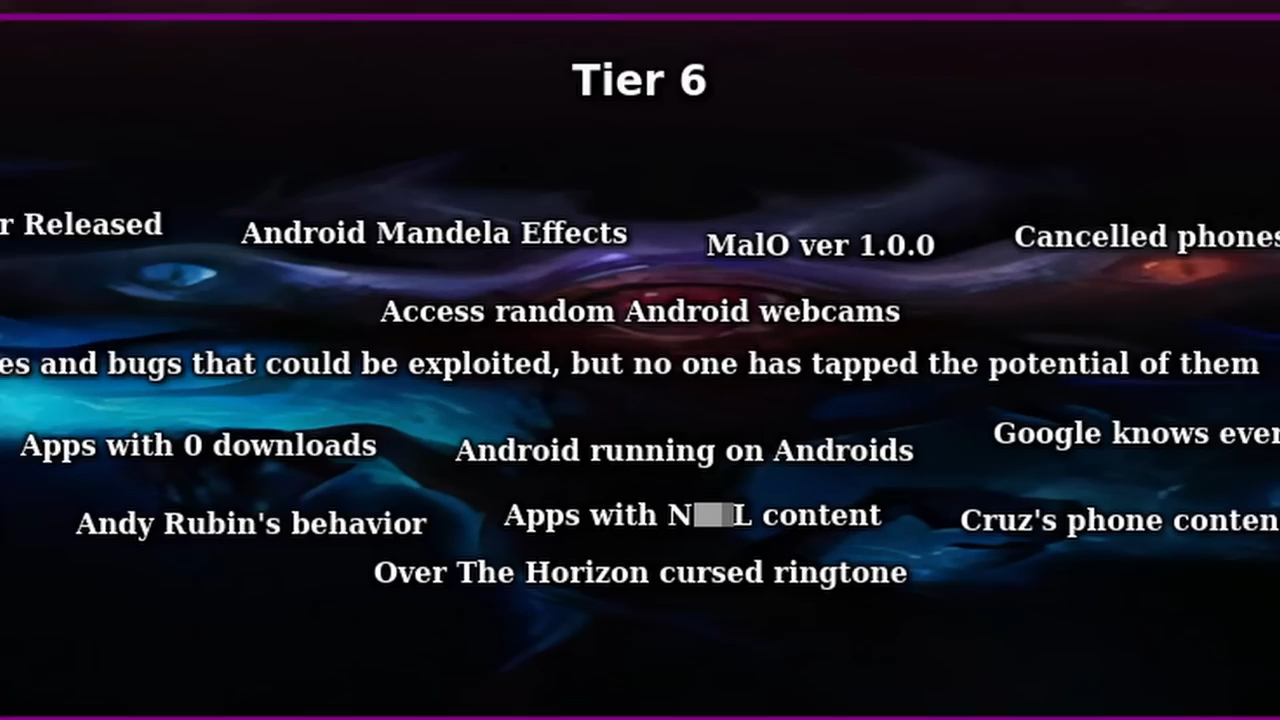 Tier 6
r Released
Android Mandela Effects
MalO ver 1.0.0
Cancelled phones
Access random Android webcams
es and bugs that could be exploited, but no one has tapped the potential of them
Apps with 0 downloads
Android running on Androids
Google knows ever
Andy Rubin's behavior
Apps with N L content
Cruz's phone conten
Over The Horizon cursed ringtone